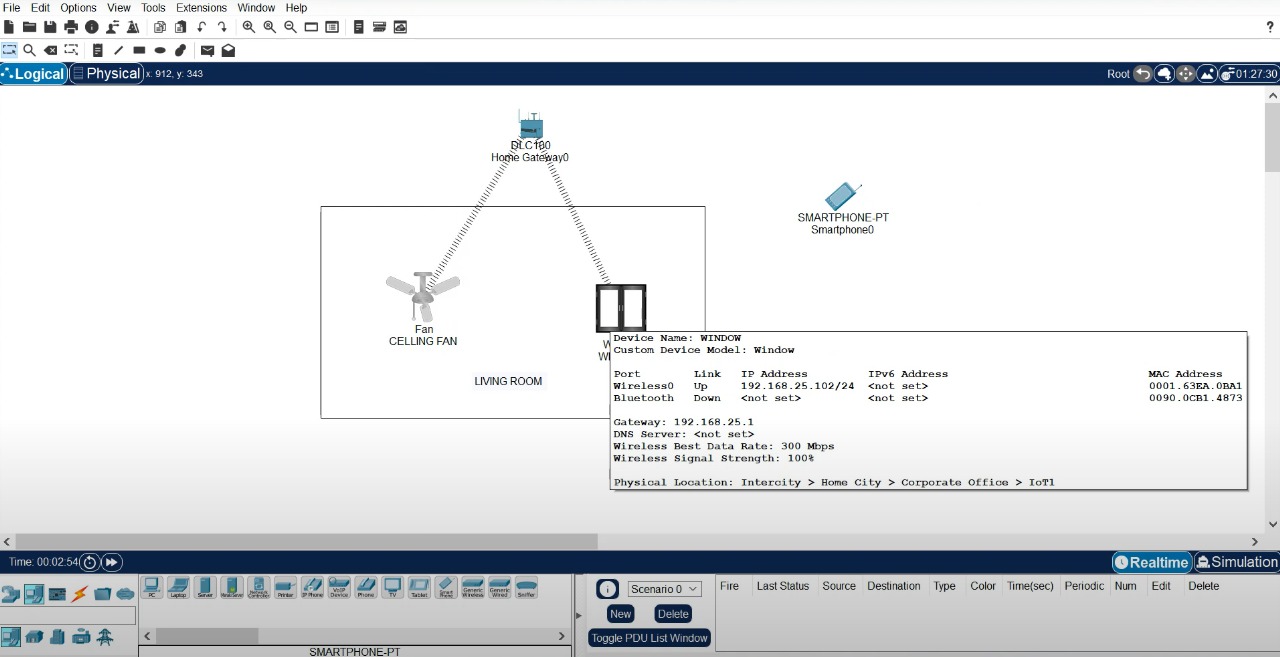 File Edit Options View Tools Extensions Window Help
?
Logical Physical x: 912, y: 343 Root 01:27:30
DLC100
Home Gateway0
SMARTPHONE-PT
Smartphone0
Fan
CELLING FAN
LIVING ROOM
Device Name: WINDOW
Custom Device Model: Window
Port Link IP Address IPv6 Address MAC Address
Wireless0 Up 192.168.25.102/24 <not set> 0001.63EA.0BA1
Bluetooth Down <not set> <not set> 0090.0CB1.4873
Gateway: 192.168.25.1
DNS Server: <not set>
Wireless Best Data Rate: 300 Mbps
Wireless Signal Strength: 100%
Physical Location: Intercity > Home City > Corporate Office > IoT1
Time: 00:02:54 Realtime Simulation
PC Laptop Server Printer IP Phone VoIP Device Phone TV Tablet Generic Wireless Generic Wired Sniffer
Scenario 0
New Delete
Toggle PDU List Window
Fire Last Status Source Destination Type Color Time(sec) Periodic Num Edit Delete
SMARTPHONE-PT